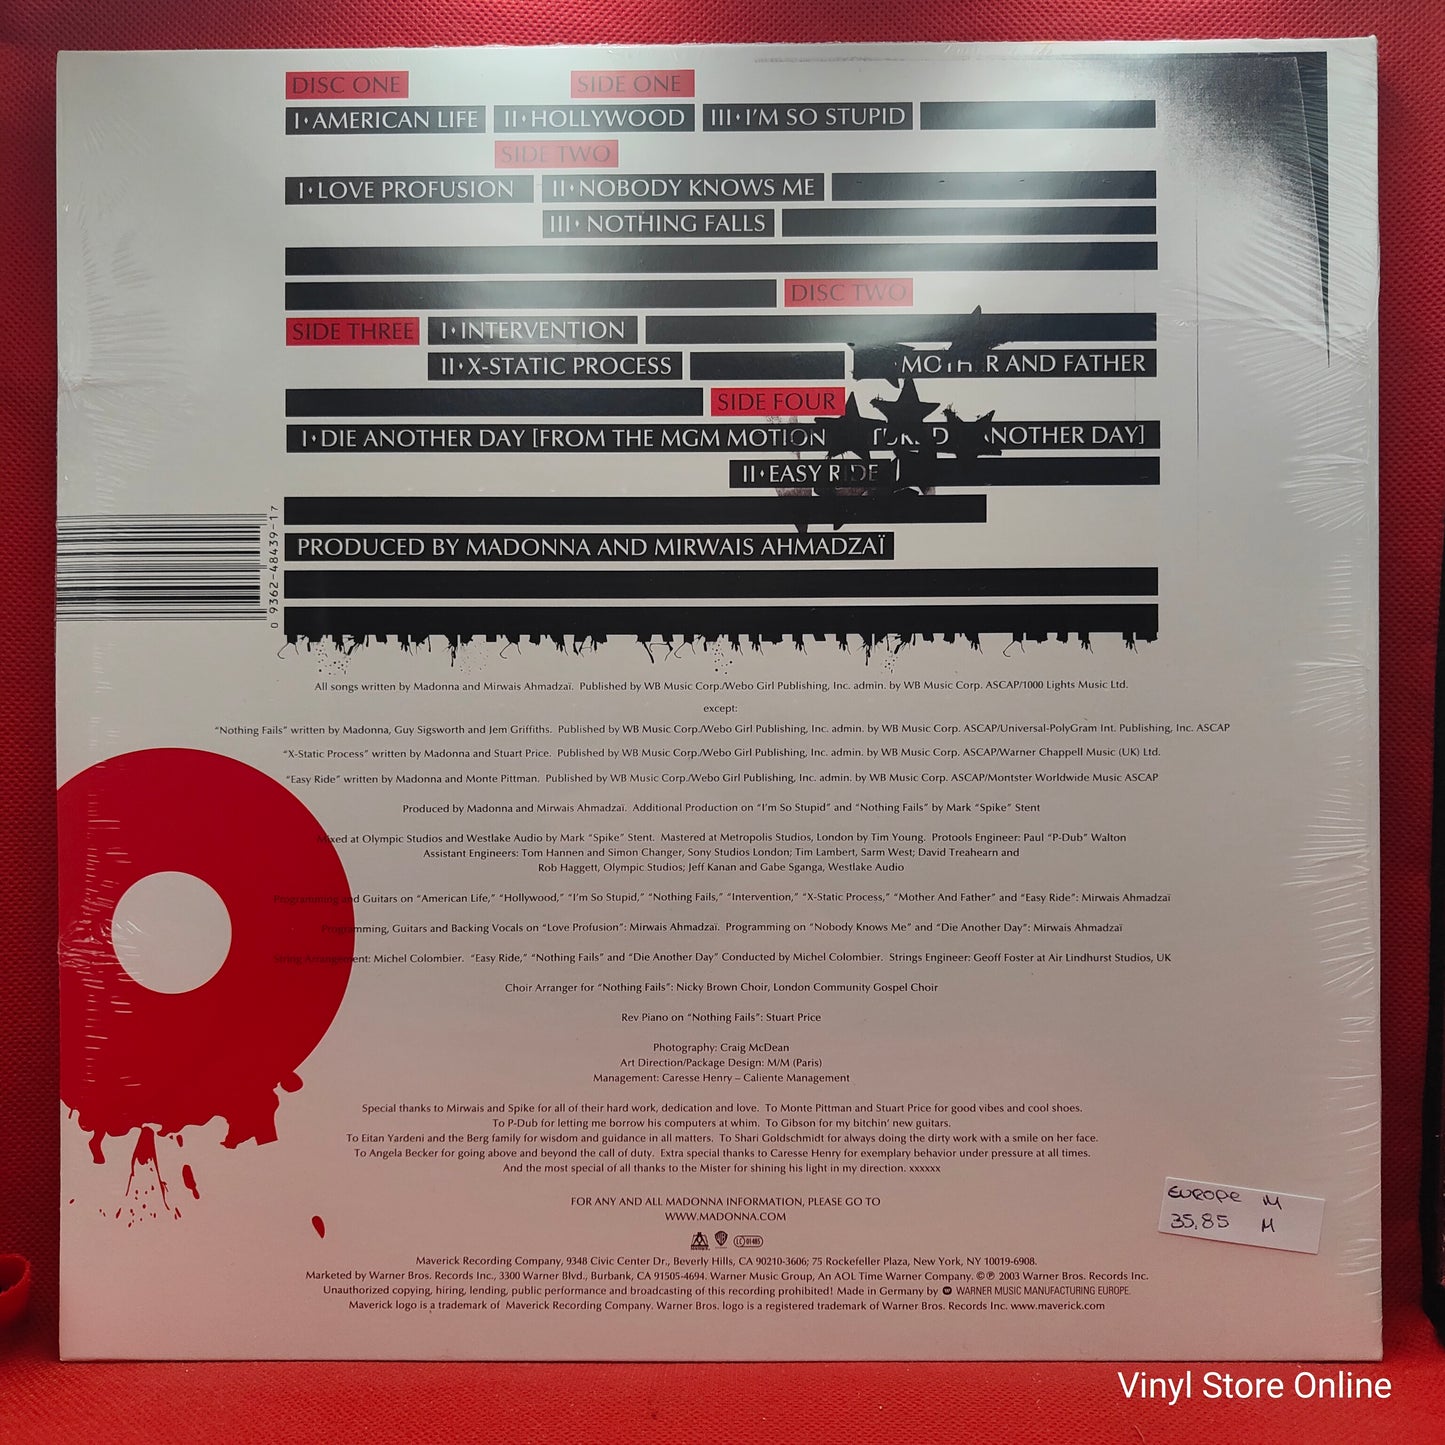 DISC ONE SIDE ONE
I•AMERICAN LIFE II•HOLLYWOOD III•I'M SO STUPID
SIDE TWO
I•LOVE PROFUSION II•NOBODY KNOWS ME
III•NOTHING FALLS
DISC TWO
SIDE THREE I•INTERVENTION
II•X-STATIC PROCESS MOTHER AND FATHER
SIDE FOUR
I•DIE ANOTHER DAY [FROM THE MGM MOTION ANOTHER DAY]
II•EASY RIDE
0 9362-48439-1 7
PRODUCED BY MADONNA AND MIRWAIS AHMADZAÏ
All songs written by Madonna and Mirwais Ahmadzaï. Published by WB Music Corp./Webo Girl Publishing, Inc. admin. by WB Music Corp. ASCAP/1000 Lights Music Ltd.
except:
“Nothing Fails” written by Madonna, Guy Sigsworth and Jem Griffiths. Published by WB Music Corp./Webo Girl Publishing, Inc. admin. by WB Music Corp. ASCAP/Universal-PolyGram Int. Publishing, Inc. ASCAP
“X-Static Process” written by Madonna and Stuart Price. Published by WB Music Corp./Webo Girl Publishing, Inc. admin. by WB Music Corp. ASCAP/Warner Chappell Music (UK) Ltd.
“Easy Ride” written by Madonna and Monte Pittman. Published by WB Music Corp./Webo Girl Publishing, Inc. admin. by WB Music Corp. ASCAP/Montster Worldwide Music ASCAP
Produced by Madonna and Mirwais Ahmadzaï. Additional Production on “I’m So Stupid” and “Nothing Fails” by Mark “Spike” Stent
Mixed at Olympic Studios and Westlake Audio by Mark “Spike” Stent. Mastered at Metropolis Studios, London by Tim Young. Protools Engineer: Paul “P-Dub” Walton
Assistant Engineers: Tom Hannen and Simon Changer, Sony Studios London; Tim Lambert, Sarm West; David Treahearn and
Rob Haggett, Olympic Studios; Jeff Kanan and Gabe Sganga, Westlake Audio
Programming and Guitars on “American Life,” “Hollywood,” “I’m So Stupid,” “Nothing Fails,” “Intervention,” “X-Static Process,” “Mother And Father” and “Easy Ride”: Mirwais Ahmadzaï
Programming, Guitars and Backing Vocals on “Love Profusion”: Mirwais Ahmadzaï. Programming on “Nobody Knows Me” and “Die Another Day”: Mirwais Ahmadzaï
String Arrangement: Michel Colombier. “Easy Ride,” “Nothing Fails” and “Die Another Day” Conducted by Michel Colombier. Strings Engineer: Geoff Foster at Air Lindhurst Studios, UK
Choir Arranger for “Nothing Fails”: Nicky Brown Choir, London Community Gospel Choir
Rev Piano on “Nothing Fails”: Stuart Price
Photography: Craig McDean
Art Direction/Package Design: M/M (Paris)
Management: Caresse Henry – Caliente Management
Special thanks to Mirwais and Spike for all of their hard work, dedication and love. To Monte Pittman and Stuart Price for good vibes and cool shoes.
To P-Dub for letting me borrow his computers at whim. To Gibson for my bitchin’ new guitars.
To Eitan Yardeni and the Berg family for wisdom and guidance in all matters. To Shari Goldschmidt for always doing the dirty work with a smile on her face.
To Angela Becker for going above and beyond the call of duty. Extra special thanks to Caresse Henry for exemplary behavior under pressure at all times.
And the most special of all thanks to the Mister for shining his light in my direction. xxxxxx
FOR ANY AND ALL MADONNA INFORMATION, PLEASE GO TO
WWW.MADONNA.COM
LC 01485
EUROPE M
35,85 M
Maverick Recording Company, 9348 Civic Center Dr., Beverly Hills, CA 90210-3606; 75 Rockefeller Plaza, New York, NY 10019-6908.
Marketed by Warner Bros. Records Inc., 3300 Warner Blvd., Burbank, CA 91505-4694. Warner Music Group, An AOL Time Warner Company. ©℗ 2003 Warner Bros. Records Inc.
Unauthorized copying, hiring, lending, public performance and broadcasting of this recording prohibited! Made in Germany by WARNER MUSIC MANUFACTURING EUROPE.
Maverick logo is a trademark of Maverick Recording Company. Warner Bros. logo is a registered trademark of Warner Bros. Records Inc. www.maverick.com
Vinyl Store Online